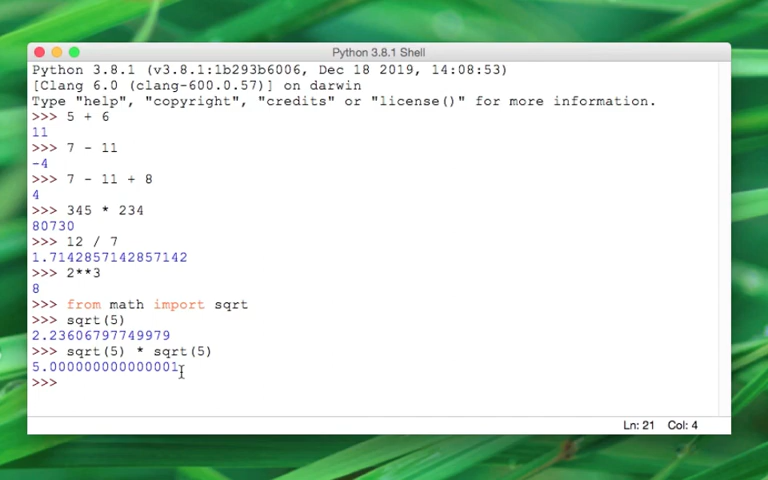 Python 3.8.1 Shell
Python 3.8.1 (v3.8.1:1b293b6006, Dec 18 2019, 14:08:53)
[Clang 6.0 (clang-600.0.57)] on darwin
Type "help", "copyright", "credits" or "license()" for more information.
>>> 5 + 6
11
>>> 7 - 11
-4
>>> 7 - 11 + 8
4
>>> 345 * 234
80730
>>> 12 / 7
1.7142857142857142
>>> 2**3
8
>>> from math import sqrt
>>> sqrt(5)
2.23606797749979
>>> sqrt(5) * sqrt(5)
5.000000000000001
>>>
Ln: 21 Col: 4